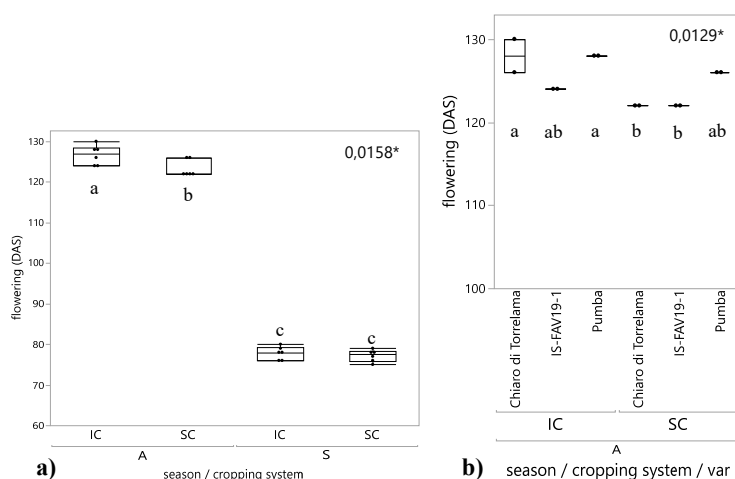 0,0158*
130
120
110
100
90
80
70
60
flowering (DAS)
a
b
c
c
IC
SC
IC
SC
A
S
a)
season / cropping system
0,0129*
130
120
110
100
flowering (DAS)
a
ab
a
b
b
ab
Chiaro di Torrelama
IS-FAV19-1
Pumba
Chiaro di Torrelama
IS-FAV19-1
Pumba
IC
SC
A
b)
season / cropping system / var